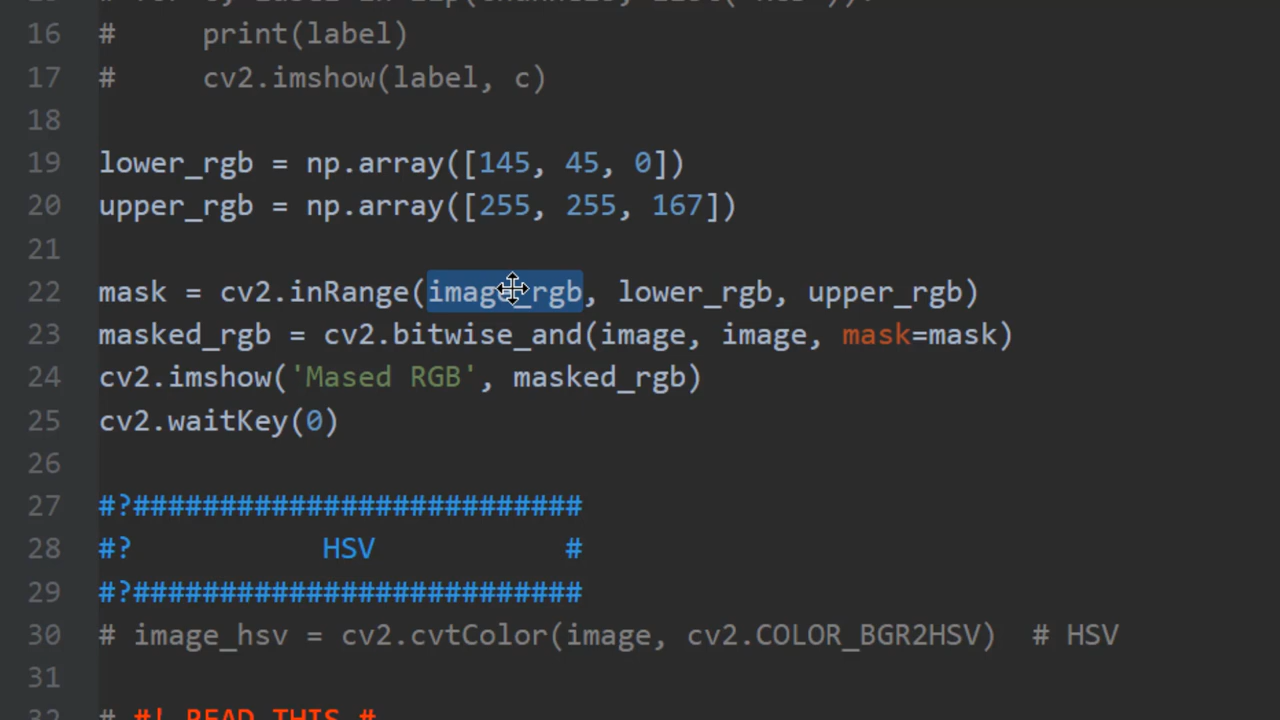 16 #     print(label)
17 #     cv2.imshow(label, c)
18
19 lower_rgb = np.array([145, 45, 0])
20 upper_rgb = np.array([255, 255, 167])
21
22 mask = cv2.inRange(image_rgb, lower_rgb, upper_rgb)
23 masked_rgb = cv2.bitwise_and(image, image, mask=mask)
24 cv2.imshow('Mased RGB', masked_rgb)
25 cv2.waitKey(0)
26
27 #?##########################
28 #?           HSV           #
29 #?##########################
30 # image_hsv = cv2.cvtColor(image, cv2.COLOR_BGR2HSV)  # HSV
31
32 # #! READ THIS #